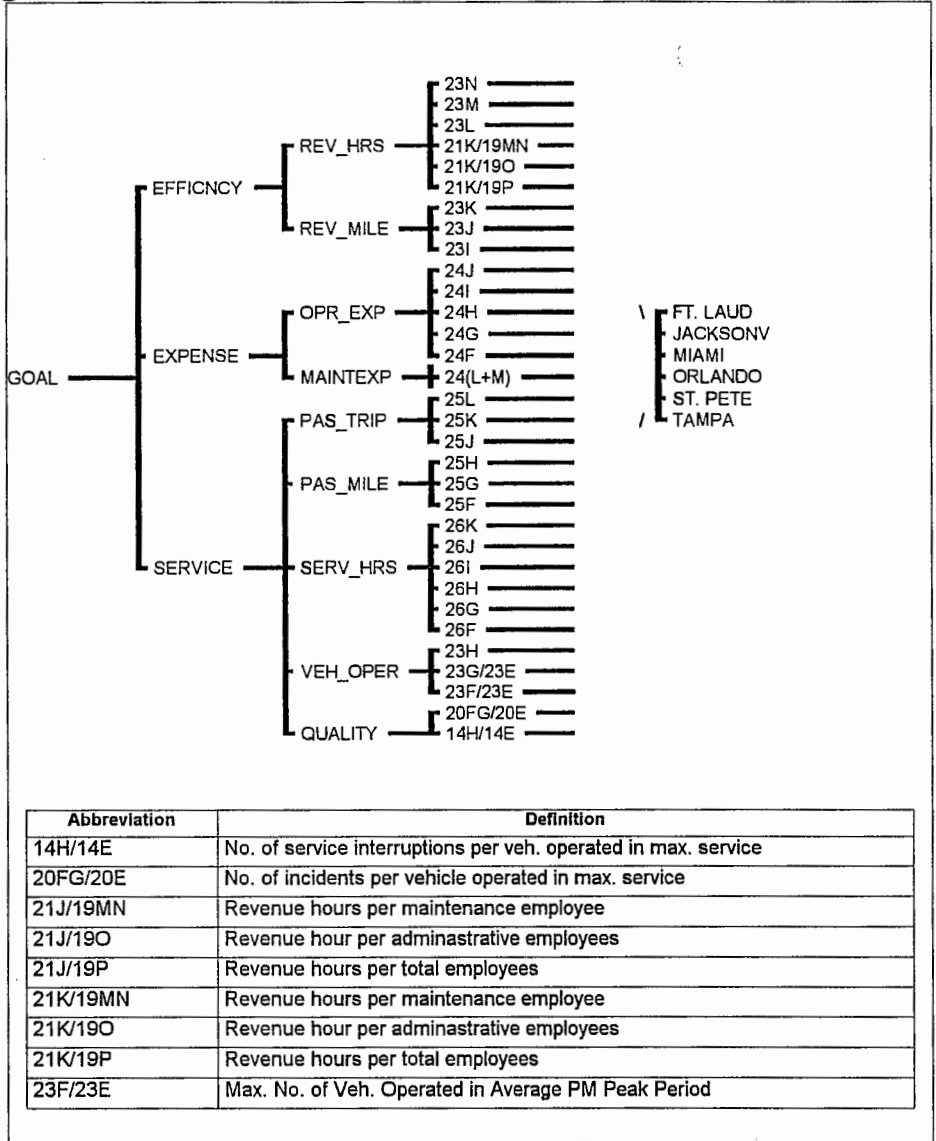 23N
23M
23L
REV_HRS 21K/19MN
21K/19O
EFFICNCY 21K/19P
23K
REV_MILE 23J
23I
24J
24I
OPR_EXP 24H \ FT. LAUD
24G JACKSONV
EXPENSE 24F MIAMI
GOAL MAINTEXP 24(L+M) ORLANDO
25L ST. PETE
PAS_TRIP 25K / TAMPA
25J
25H
PAS_MILE 25G
25F
26K
26J
SERVICE SERV_HRS 26I
26H
26G
26F
23H
VEH_OPER 23G/23E
23F/23E
20FG/20E
QUALITY 14H/14E
Abbreviation Definition
14H/14E No. of service interruptions per veh. operated in max. service
20FG/20E No. of incidents per vehicle operated in max. service
21J/19MN Revenue hours per maintenance employee
21J/19O Revenue hour per adminastrative employees
21J/19P Revenue hours per total employees
21K/19MN Revenue hours per maintenance employee
21K/19O Revenue hour per adminastrative employees
21K/19P Revenue hours per total employees
23F/23E Max. No. of Veh. Operated in Average PM Peak Period